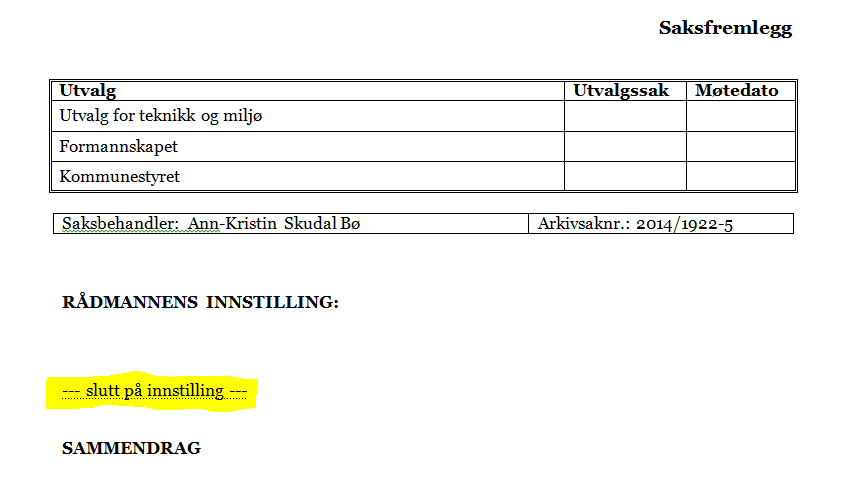 Saksfremlegg
Utvalg Utvalgssak Møtedato
Utvalg for teknikk og miljø
Formannskapet
Kommunestyret
Saksbehandler: Ann-Kristin Skudal Bø Arkivsaknr.: 2014/1922-5
RÅDMANNENS INNSTILLING:
--- slutt på innstilling ---
SAMMENDRAG